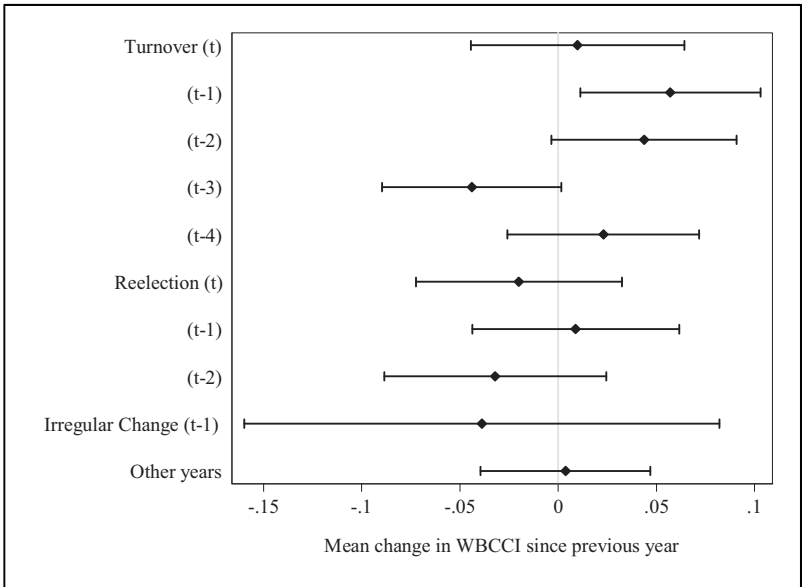 Turnover (t)
(t-1)
(t-2)
(t-3)
(t-4)
Reelection (t)
(t-1)
(t-2)
Irregular Change (t-1)
Other years
-.15 -.1 -.05 0 .05 .1
Mean change in WBCCI since previous year